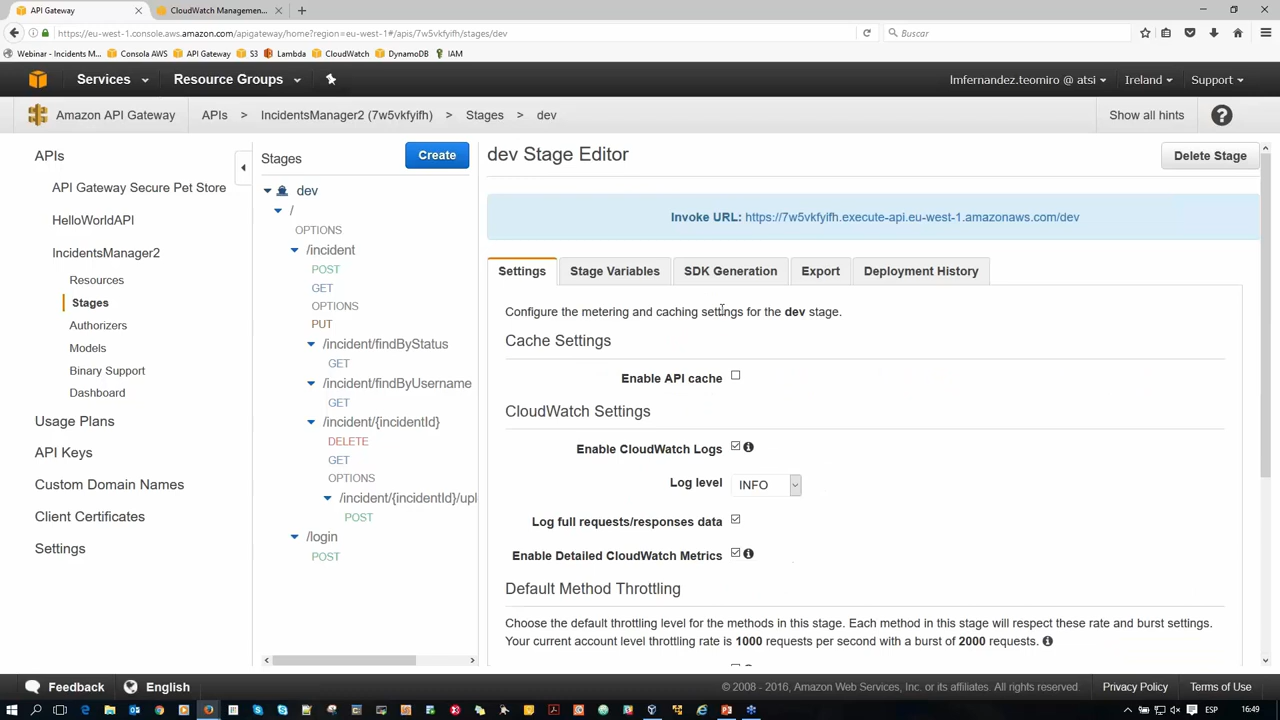 API Gateway
CloudWatch Managemen...
https://eu-west-1.console.aws.amazon.com/apigateway/home?region=eu-west-1#/apis/7w5vkfyifh/stages/dev
Buscar
Webinar - Incidents M...
Consola AWS
API Gateway
S3
Lambda
CloudWatch
DynamoDB
IAM
Services
Resource Groups
lmfernandez.teomiro @ atsi
Ireland
Support
Amazon API Gateway
APIs > IncidentsManager2 (7w5vkfyifh) > Stages > dev
Show all hints
?
APIs
API Gateway Secure Pet Store
HelloWorldAPI
IncidentsManager2
Resources
Stages
Authorizers
Models
Binary Support
Dashboard
Usage Plans
API Keys
Custom Domain Names
Client Certificates
Settings
Stages
Create
dev
/
OPTIONS
/incident
POST
GET
OPTIONS
PUT
/incident/findByStatus
GET
/incident/findByUsername
GET
/incident/{incidentId}
DELETE
GET
OPTIONS
/incident/{incidentId}/upl
POST
/login
POST
dev Stage Editor
Delete Stage
Invoke URL: https://7w5vkfyifh.execute-api.eu-west-1.amazonaws.com/dev
Settings
Stage Variables
SDK Generation
Export
Deployment History
Configure the metering and caching settings for the dev stage.
Cache Settings
Enable API cache
CloudWatch Settings
Enable CloudWatch Logs
Log level
INFO
Log full requests/responses data
Enable Detailed CloudWatch Metrics
Default Method Throttling
Choose the default throttling level for the methods in this stage. Each method in this stage will respect these rate and burst settings.
Your current account level throttling rate is 1000 requests per second with a burst of 2000 requests.
Feedback
English
© 2008 - 2016, Amazon Web Services, Inc. or its affiliates. All rights reserved.
Privacy Policy
Terms of Use
ESP
16:49